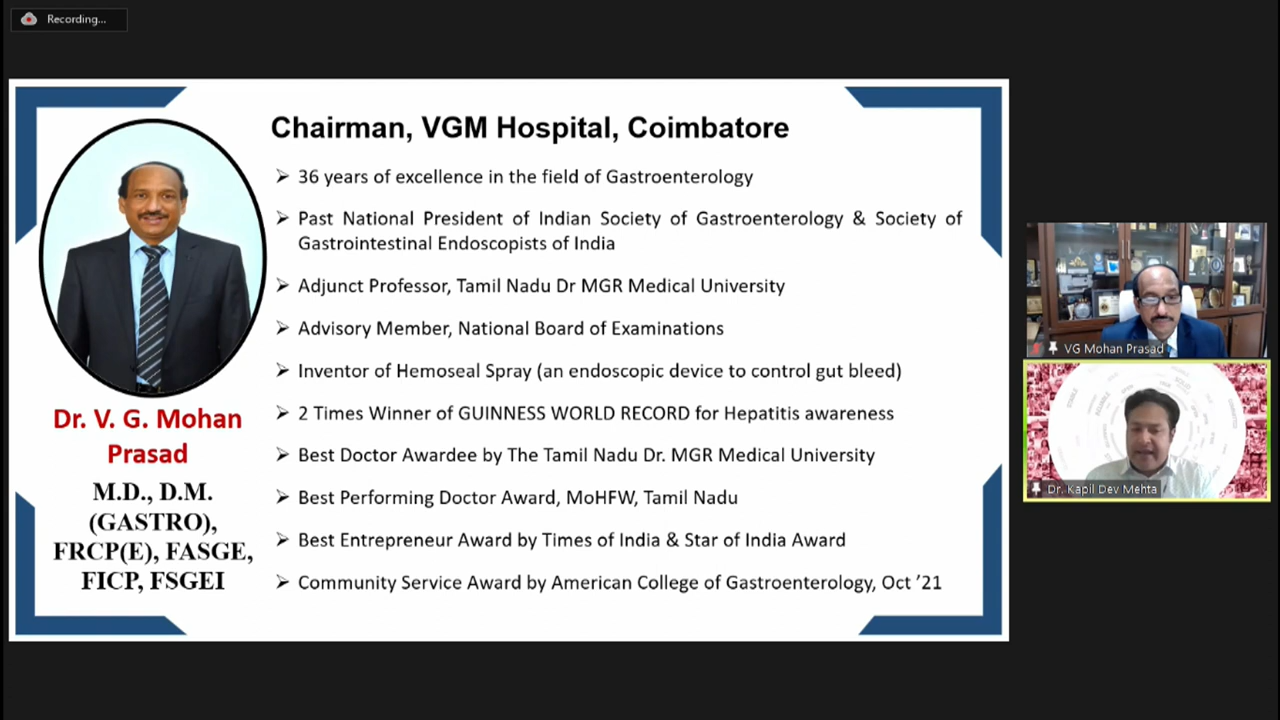 Recording...
Chairman, VGM Hospital, Coimbatore
➢ 36 years of excellence in the field of Gastroenterology
➢ Past National President of Indian Society of Gastroenterology & Society of
Gastrointestinal Endoscopists of India
➢ Adjunct Professor, Tamil Nadu Dr MGR Medical University
➢ Advisory Member, National Board of Examinations
➢ Inventor of Hemoseal Spray (an endoscopic device to control gut bleed)
➢ 2 Times Winner of GUINNESS WORLD RECORD for Hepatitis awareness
➢ Best Doctor Awardee by The Tamil Nadu Dr. MGR Medical University
➢ Best Performing Doctor Award, MoHFW, Tamil Nadu
➢ Best Entrepreneur Award by Times of India & Star of India Award
➢ Community Service Award by American College of Gastroenterology, Oct ’21
Dr. V. G. Mohan
Prasad
M.D., D.M.
(GASTRO),
FRCP(E), FASGE,
FICP, FSGEI
VG Mohan Prasad
Dr. Kapil Dev Mehta